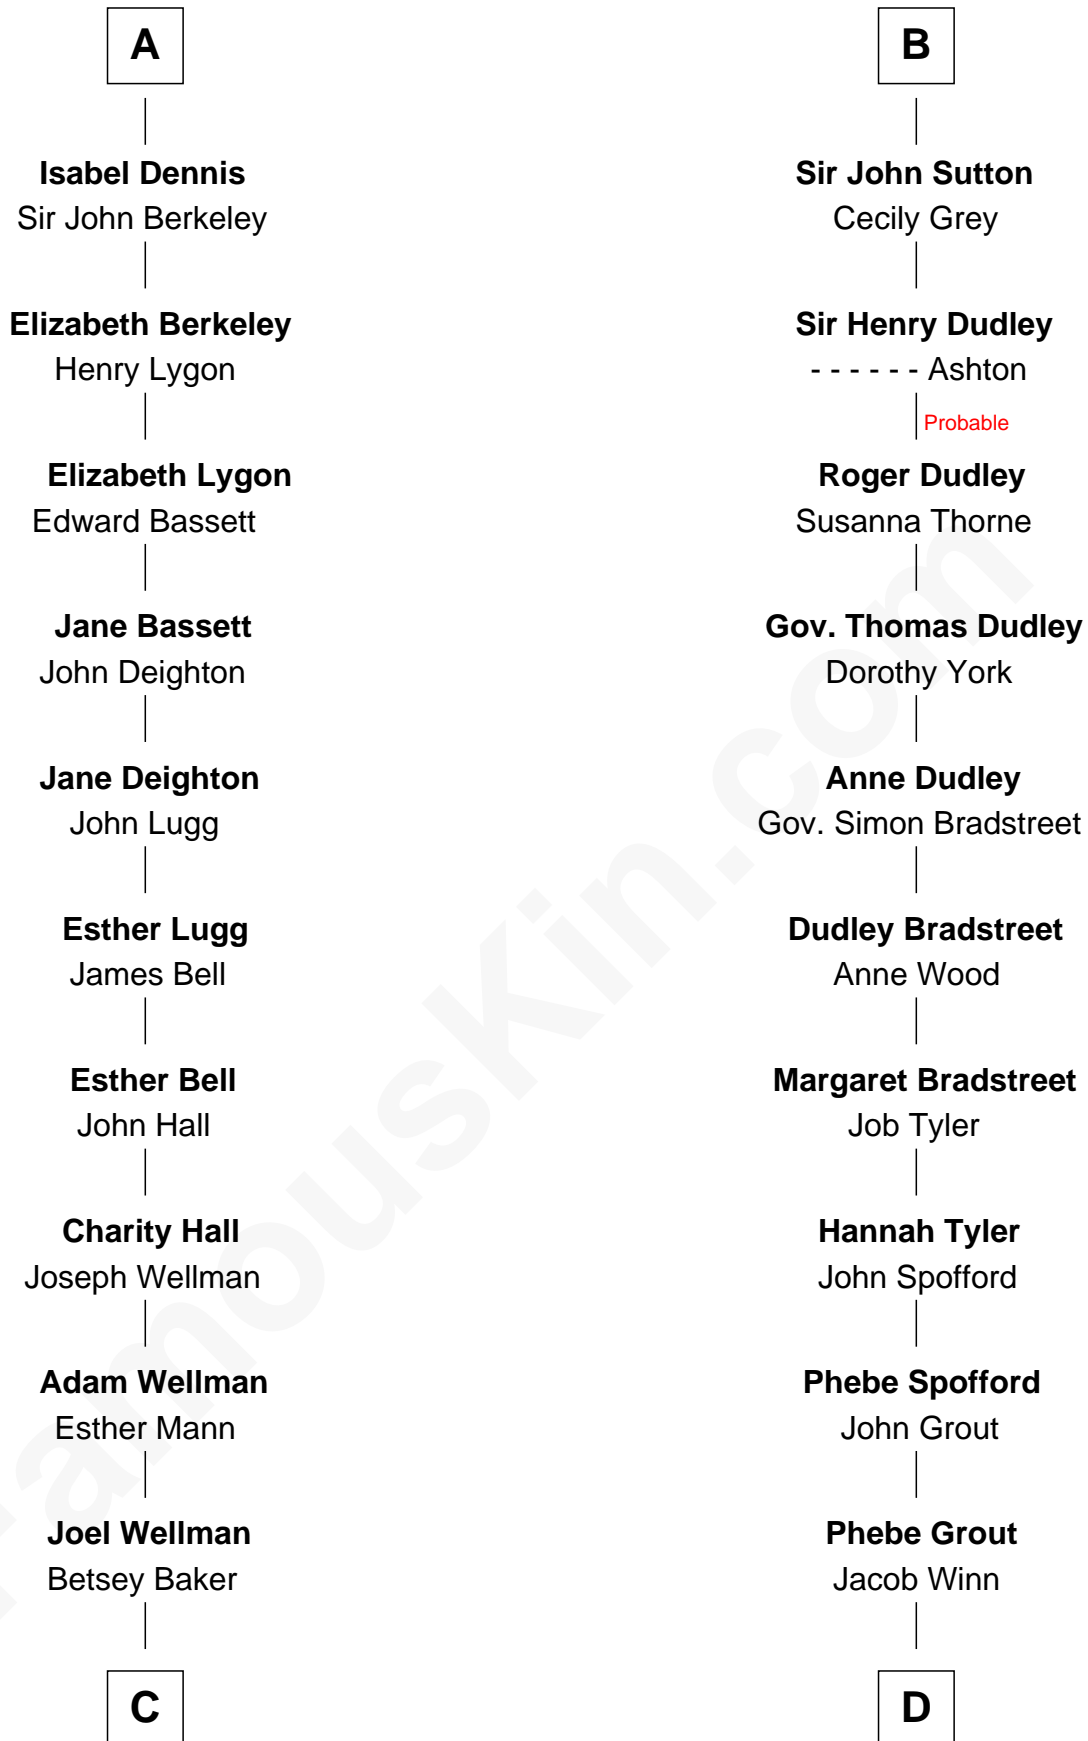 A
Isabel Dennis
Sir John Berkeley
Elizabeth Berkeley
Henry Lygon
Elizabeth Lygon
Edward Bassett
Jane Bassett
John Deighton
Jane Deighton
John Lugg
Esther Lugg
James Bell
Esther Bell
John Hall
Charity Hall
Joseph Wellman
Adam Wellman
Esther Mann
Joel Wellman
Betsey Baker
C
B
Sir John Sutton
Cecily Grey
Sir Henry Dudley
- - - - - - Ashton
Probable
Roger Dudley
Susanna Thorne
Gov. Thomas Dudley
Dorothy York
Anne Dudley
Gov. Simon Bradstreet
Dudley Bradstreet
Anne Wood
Margaret Bradstreet
Job Tyler
Hannah Tyler
John Spofford
Phebe Spofford
John Grout
Phebe Grout
Jacob Winn
D
FamousKin.com